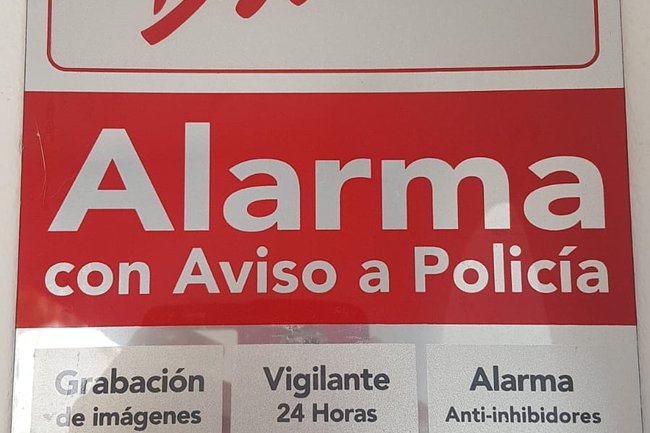 Alarma
con Aviso a Policía
Grabación
de imágenes
Vigilante
24 Horas
Alarma
Anti-inhibidores